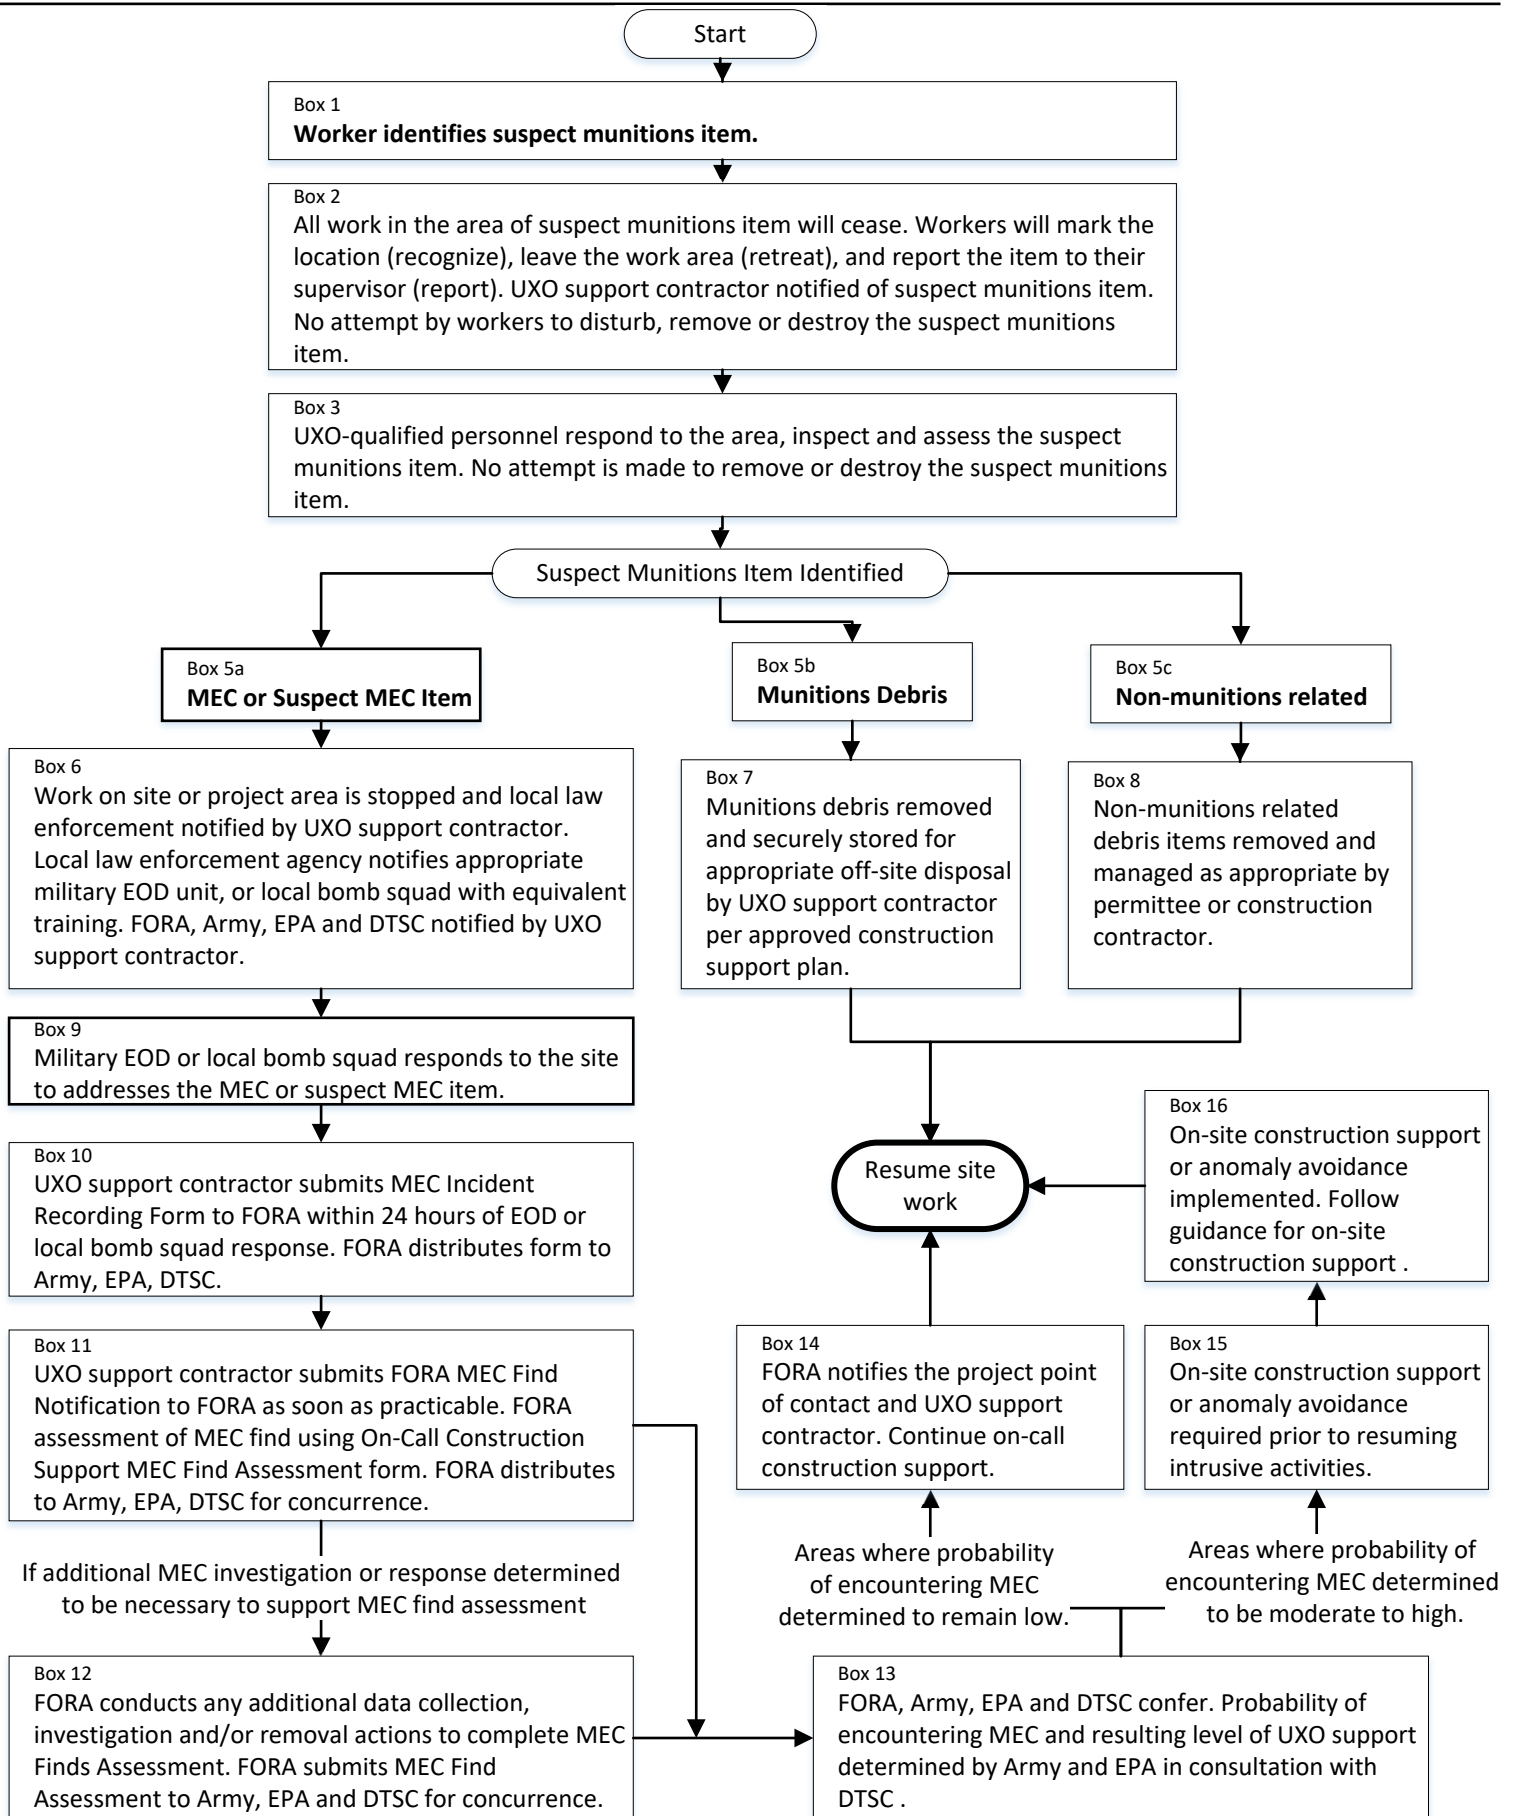 Start
Box 1
Worker identifies suspect munitions item.
Box 2
All work in the area of suspect munitions item will cease. Workers will mark the
location (recognize), leave the work area (retreat), and report the item to their
supervisor (report). UXO support contractor notified of suspect munitions item.
No attempt by workers to disturb, remove or destroy the suspect munitions
item.
Box 3
UXO-qualified personnel respond to the area, inspect and assess the suspect
munitions item. No attempt is made to remove or destroy the suspect munitions
item.
Suspect Munitions Item Identified
Box 5a
MEC or Suspect MEC Item
Box 5b
Munitions Debris
Box 5c
Non-munitions related
Box 6
Work on site or project area is stopped and local law
enforcement notified by UXO support contractor.
Local law enforcement agency notifies appropriate
military EOD unit, or local bomb squad with equivalent
training. FORA, Army, EPA and DTSC notified by UXO
support contractor.
Box 7
Munitions debris removed
and securely stored for
appropriate off-site disposal
by UXO support contractor
per approved construction
support plan.
Box 8
Non-munitions related
debris items removed and
managed as appropriate by
permittee or construction
contractor.
Box 9
Military EOD or local bomb squad responds to the site
to addresses the MEC or suspect MEC item.
Box 10
UXO support contractor submits MEC Incident
Recording Form to FORA within 24 hours of EOD or
local bomb squad response. FORA distributes form to
Army, EPA, DTSC.
Resume site
work
Box 16
On-site construction support
or anomaly avoidance
implemented. Follow
guidance for on-site
construction support .
Box 11
UXO support contractor submits FORA MEC Find
Notification to FORA as soon as practicable. FORA
assessment of MEC find using On-Call Construction
Support MEC Find Assessment form. FORA distributes
to Army, EPA, DTSC for concurrence.
Box 14
FORA notifies the project point
of contact and UXO support
contractor. Continue on-call
construction support.
Box 15
On-site construction support
or anomaly avoidance
required prior to resuming
intrusive activities.
If additional MEC investigation or response determined
to be necessary to support MEC find assessment
Areas where probability
of encountering MEC
determined to remain low.
Areas where probability of
encountering MEC determined
to be moderate to high.
Box 12
FORA conducts any additional data collection,
investigation and/or removal actions to complete MEC
Finds Assessment. FORA submits MEC Find
Assessment to Army, EPA and DTSC for concurrence.
Box 13
FORA, Army, EPA and DTSC confer. Probability of
encountering MEC and resulting level of UXO support
determined by Army and EPA in consultation with
DTSC .